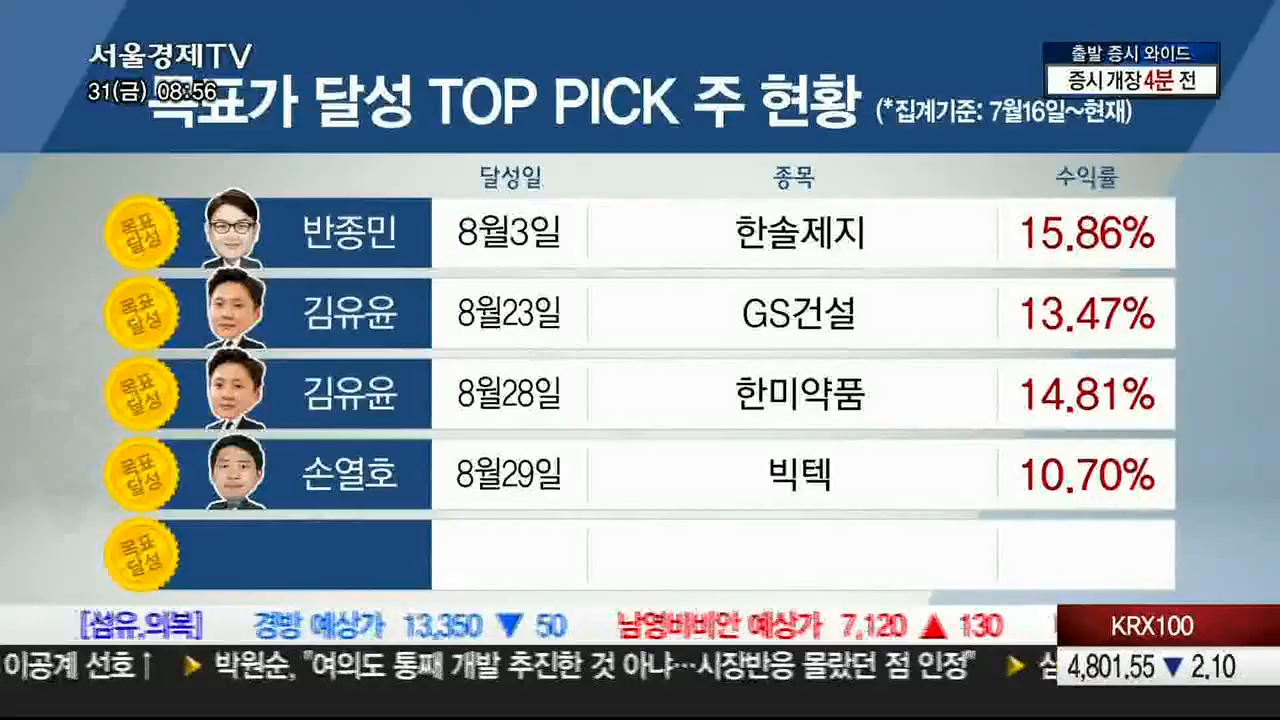 서울경제TV
31(금) 08:56
출발 증시 와이드
증시 개장 4분 전
목표가 달성 TOP PICK 주 현황 (*집계기준: 7월16일~현재)
달성일 종목 수익률
목표 달성 반종민 8월3일 한솔제지 15.86%
목표 달성 김유윤 8월23일 GS건설 13.47%
목표 달성 김유윤 8월28일 한미약품 14.81%
목표 달성 손열호 8월29일 빅텍 10.70%
목표 달성
[섬유,의복] 경방 예상가 13,350 ▼ 50 남영비비안 예상가 7,120 ▲ 130
KRX100
이공계 선호↑ ▶ 박원순, "여의도 통째 개발 추진한 것 아냐…시장반응 몰랐던 점 인정" ▶
4,801.55 ▼ 2.10